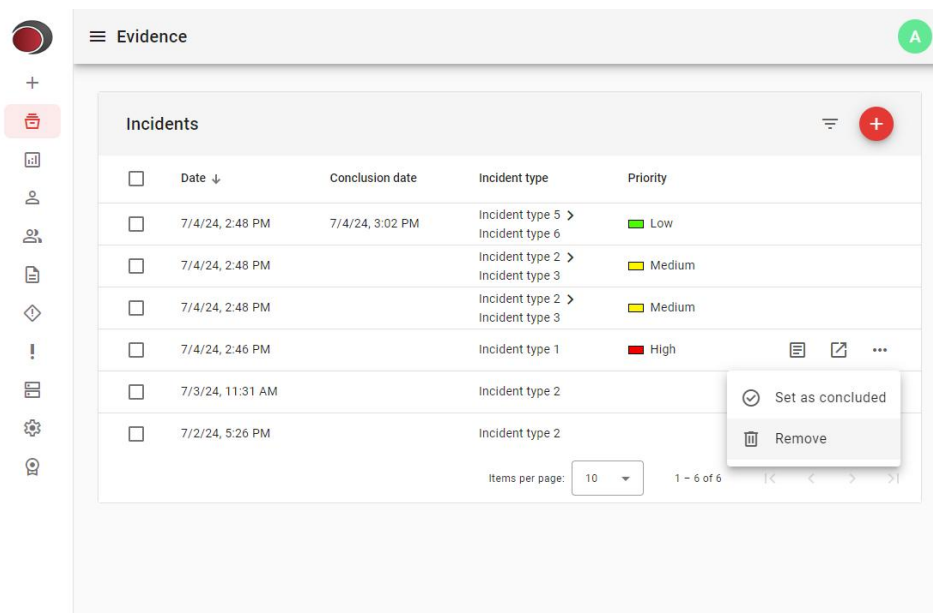 Evidence
A
Incidents
Date Conclusion date Incident type Priority
7/4/24, 2:48 PM 7/4/24, 3:02 PM Incident type 5 > Low
Incident type 6
7/4/24, 2:48 PM Incident type 2 > Medium
Incident type 3
7/4/24, 2:48 PM Incident type 2 > Medium
Incident type 3
7/4/24, 2:46 PM Incident type 1 High
7/3/24, 11:31 AM Incident type 2
Set as concluded
7/2/24, 5:26 PM Incident type 2
Remove
Items per page: 10 1 – 6 of 6